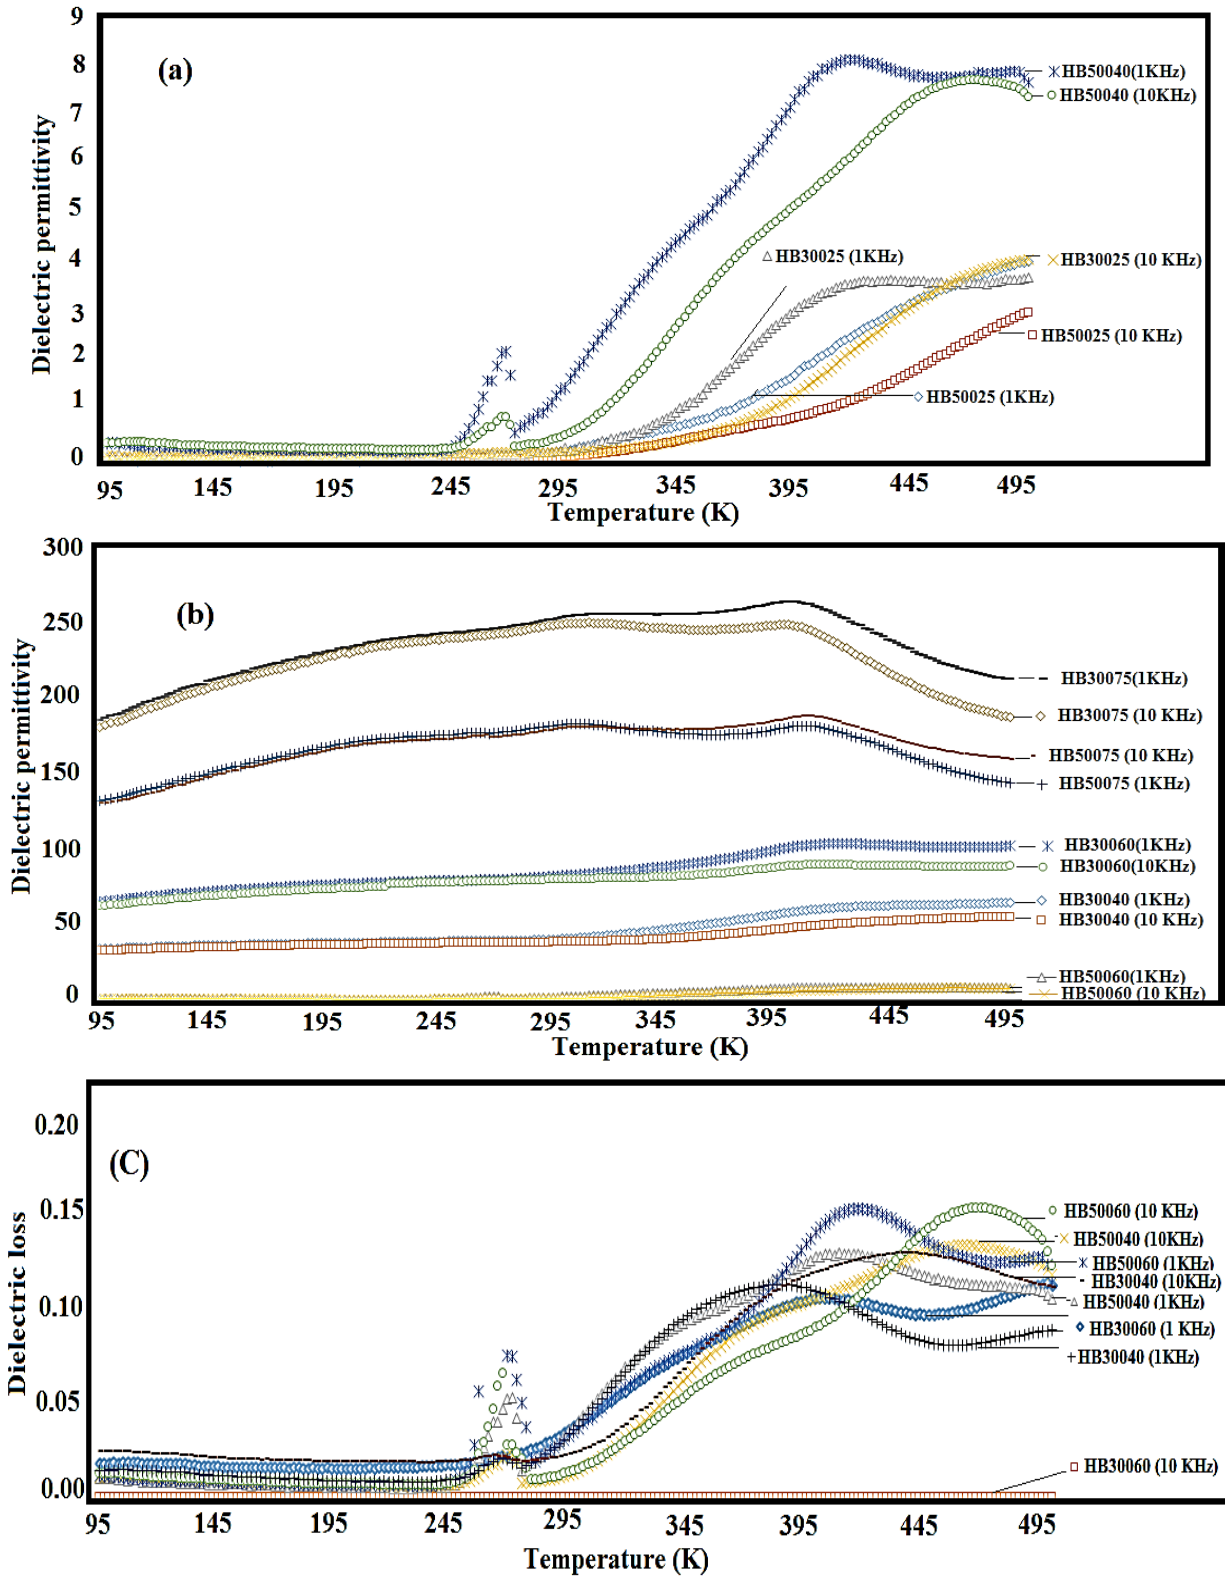 9
(a)
8
HB50040(1KHz)
HB50040 (10KHz)
7
6
5
4
HB30025 (1KHz)
HB30025 (10 KHz)
3
HB50025 (10 KHz)
2
1
HB50025 (1KHz)
0
Dielectric permittivity
95 145 195 245 295 345 395 445 495
Temperature (K)
300
(b)
250
HB30075(1KHz)
200
HB30075 (10 KHz)
HB50075 (10 KHz)
150
HB50075 (1KHz)
100
HB30060(1KHz)
HB30060(10KHz)
50
HB30040 (1KHz)
HB30040 (10 KHz)
HB50060(1KHz)
0
HB50060 (10 KHz)
Dielectric permittivity
95 145 195 245 295 345 395 445 495
Temperature (K)
0.20
(C)
0.15
HB50060 (10 KHz)
HB50040 (10KHz)
HB50060 (1KHz)
HB30040 (10KHz)
0.10
HB50040 (1KHz)
HB30060 (1 KHz)
HB30040 (1KHz)
0.05
HB30060 (10 KHz)
0.00
Dielectric loss
95 145 195 245 295 345 395 445 495
Temperature (K)